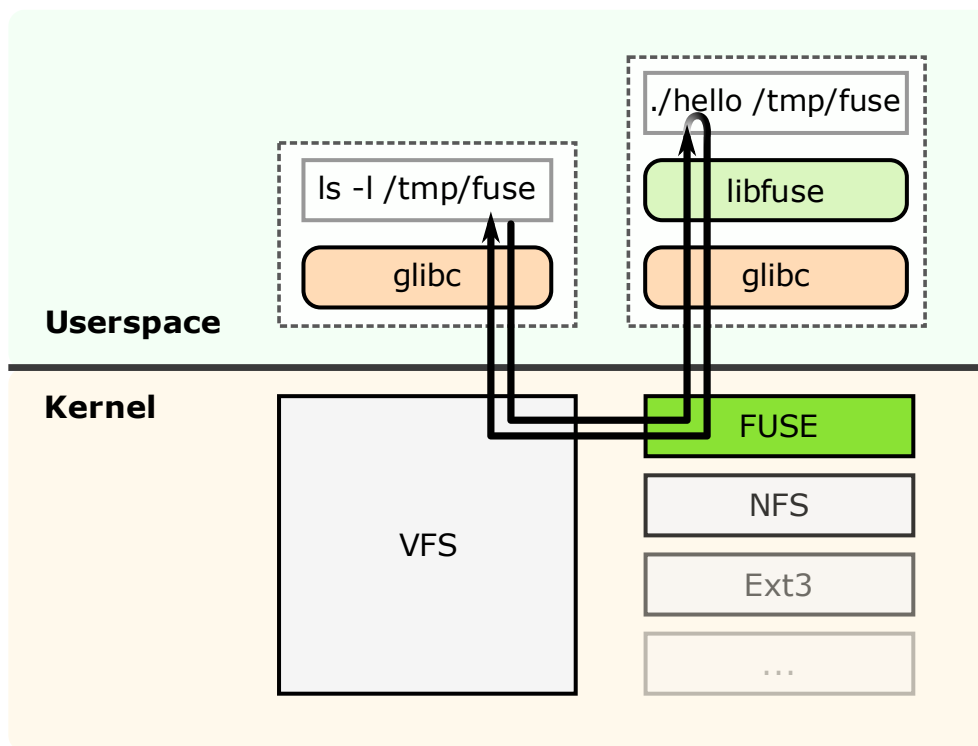 ./hello /tmp/fuse
ls -l /tmp/fuse
libfuse
glibc
glibc
Userspace
Kernel
FUSE
NFS
VFS
Ext3
...